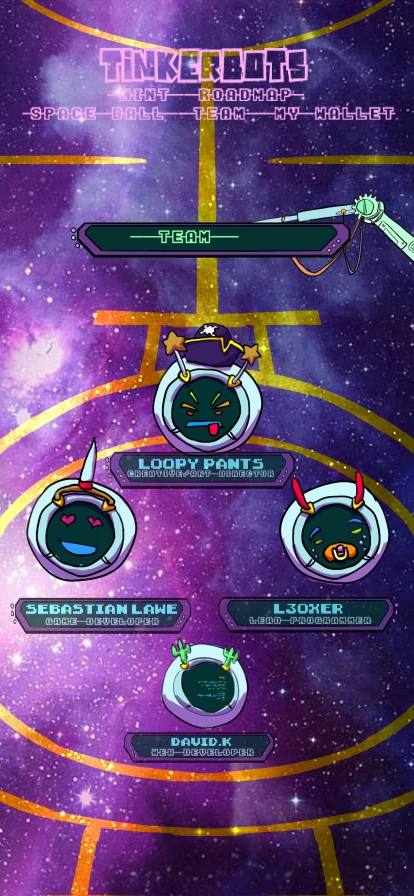 TINKERBOTS
MINT ROADMAP
SPACE BALL TEAM MY WALLET
TEAM
LOOPY PANTS
CREATIVE/ART DIRECTOR
SEBASTIAN LAWE
GAME DEVELOPER
L3OXER
LEAD PROGRAMMER
DAVID.K
WEB DEVELOPER